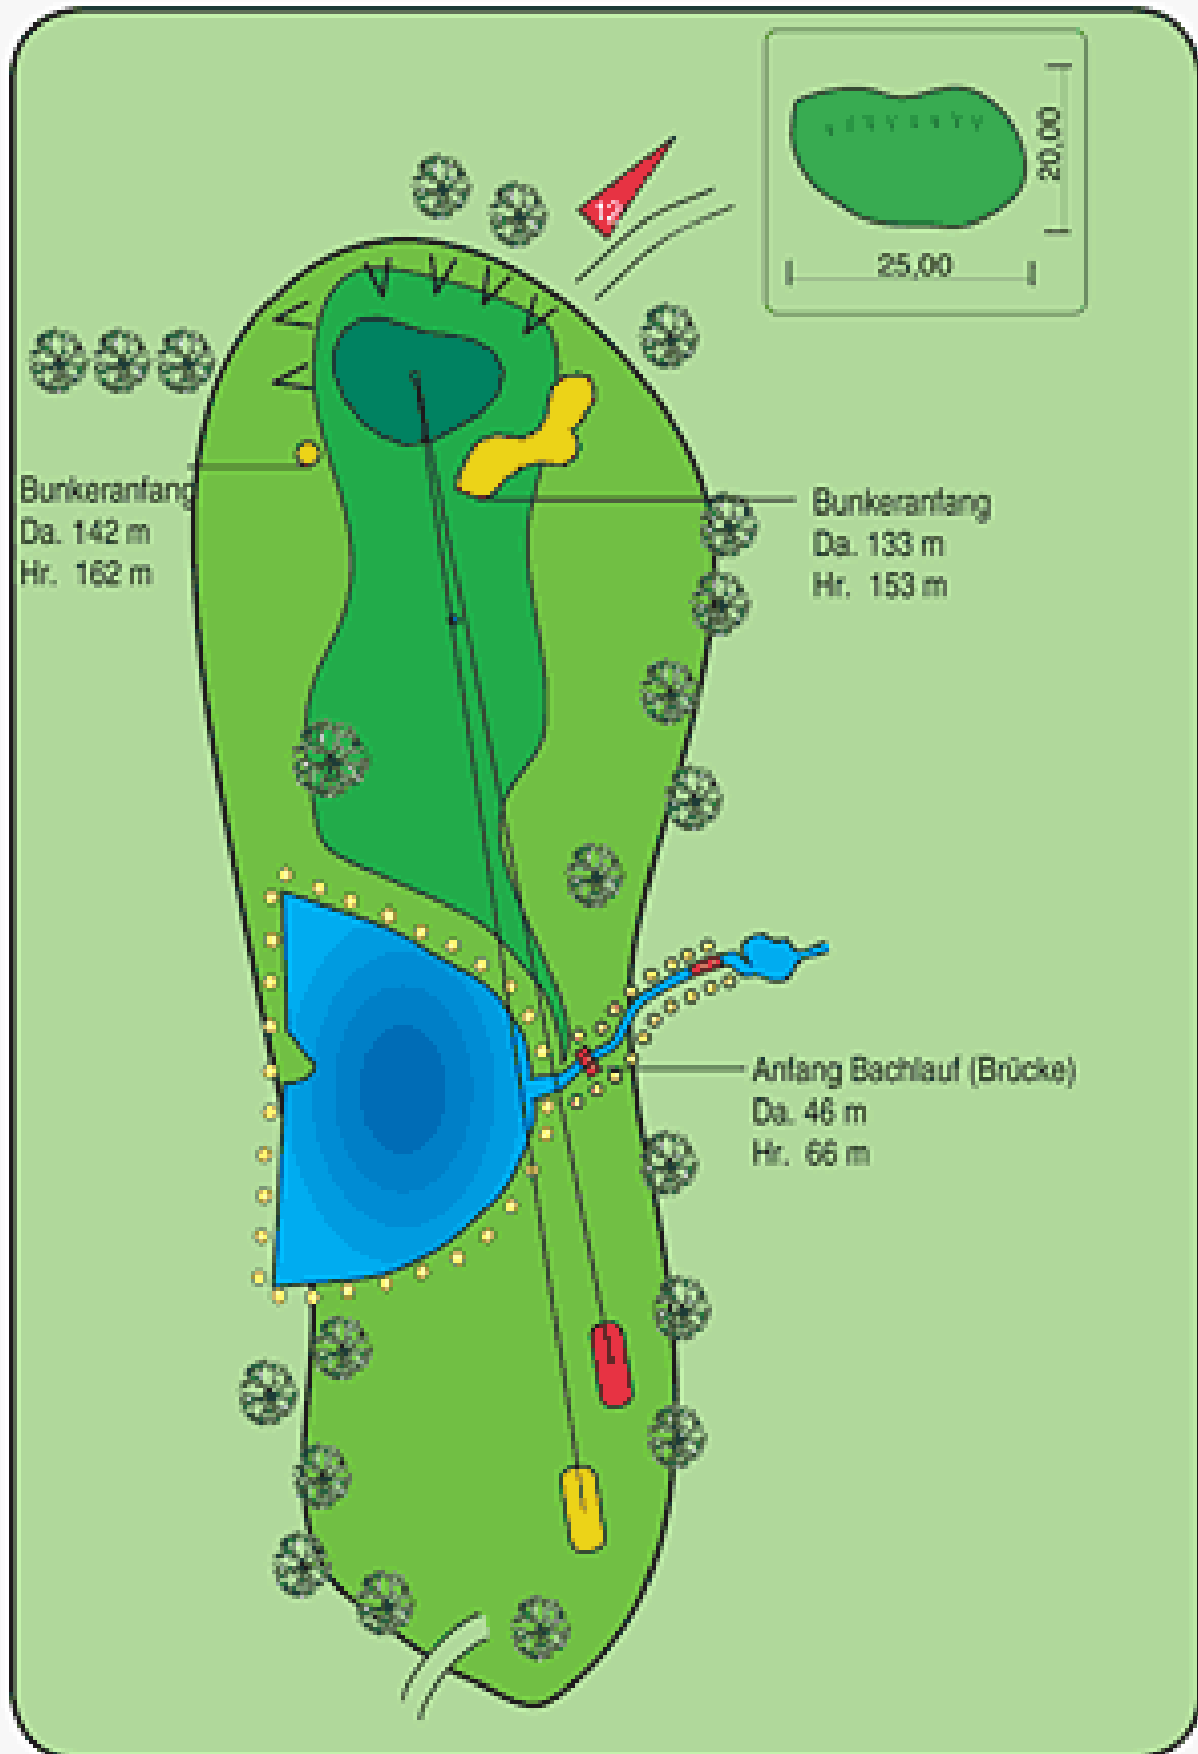 12
20,00
25,00
Bunkeranfang
Da. 142 m
Hr. 162 m
Bunkeranfang
Da. 133 m
Hr. 153 m
Anfang Bachlauf (Brücke)
Da. 46 m
Hr. 66 m